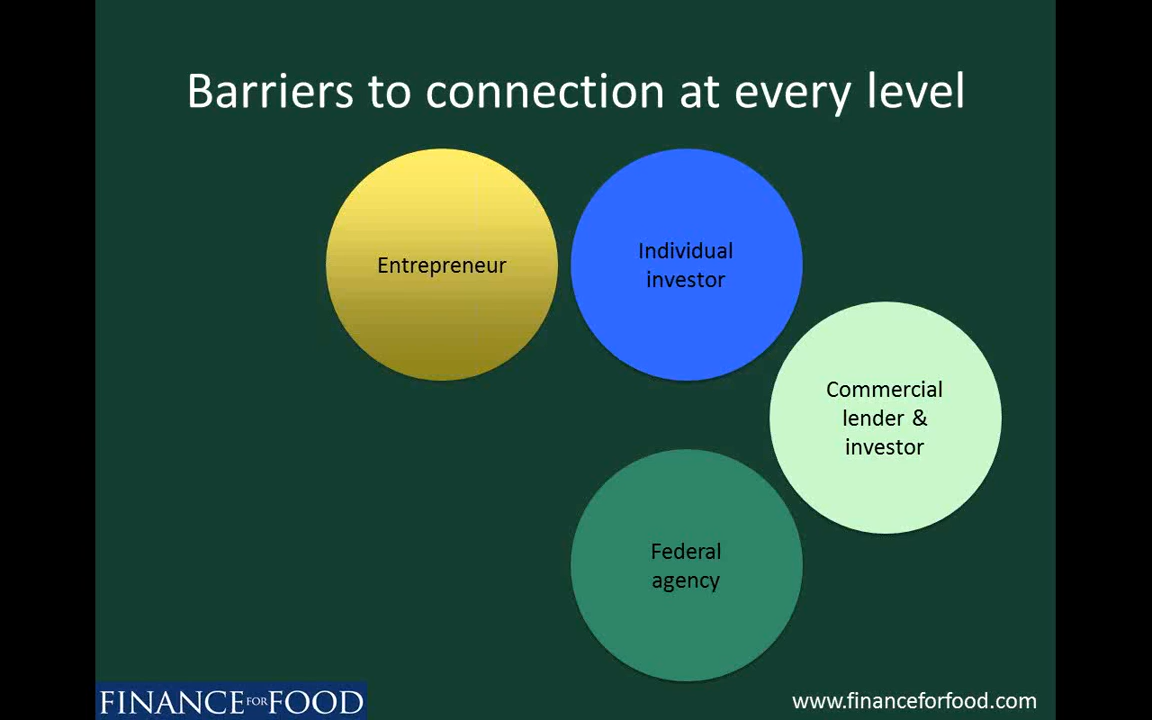 Barriers to connection at every level
Entrepreneur
Individual
investor
Commercial
lender &
investor
Federal
agency
FINANCE FOR FOOD
www.financeforfood.com